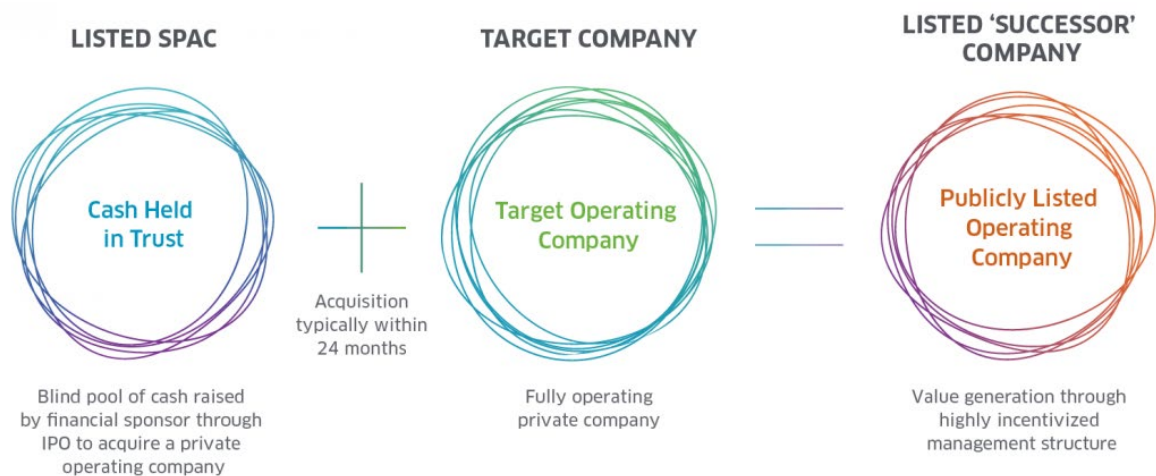 LISTED SPAC
Cash Held
in Trust
Blind pool of cash raised
by financial sponsor through
IPO to acquire a private
operating company
Acquisition
typically within
24 months
TARGET COMPANY
Target Operating
Company
Fully operating
private company
LISTED ‘SUCCESSOR’
COMPANY
Publicly Listed
Operating
Company
Value generation through
highly incentivized
management structure